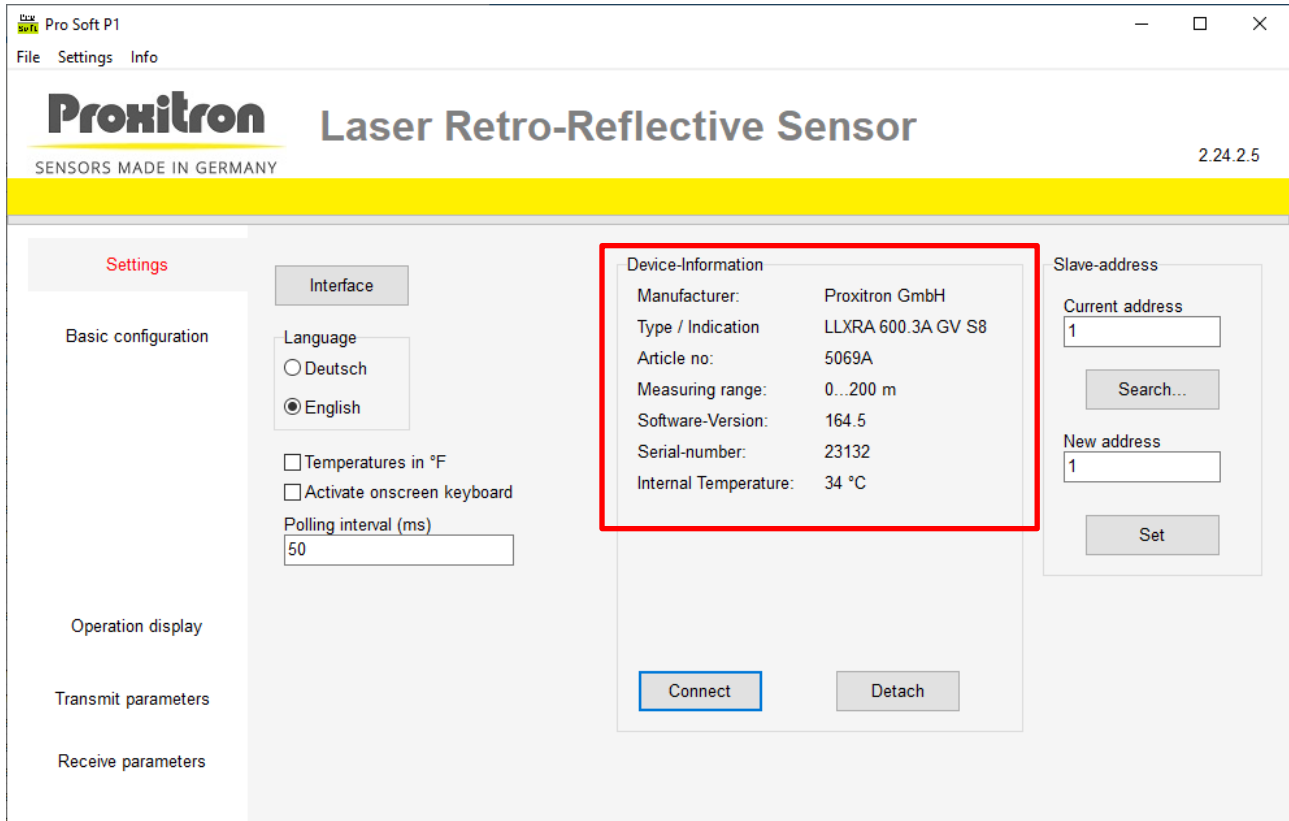 Pro Soft
Pro Soft P1
File Settings Info
Proxitron
SENSORS MADE IN GERMANY
Laser Retro-Reflective Sensor
2.24.2.5
Settings
Basic configuration
Operation display
Transmit parameters
Receive parameters
Interface
Language
Deutsch
English
Temperatures in °F
Activate onscreen keyboard
Polling interval (ms)
50
Device-Information
Manufacturer: Proxitron GmbH
Type / Indication LLXRA 600.3A GV S8
Article no: 5069A
Measuring range: 0...200 m
Software-Version: 164.5
Serial-number: 23132
Internal Temperature: 34 °C
Connect Detach
Slave-address
Current address
1
Search...
New address
1
Set